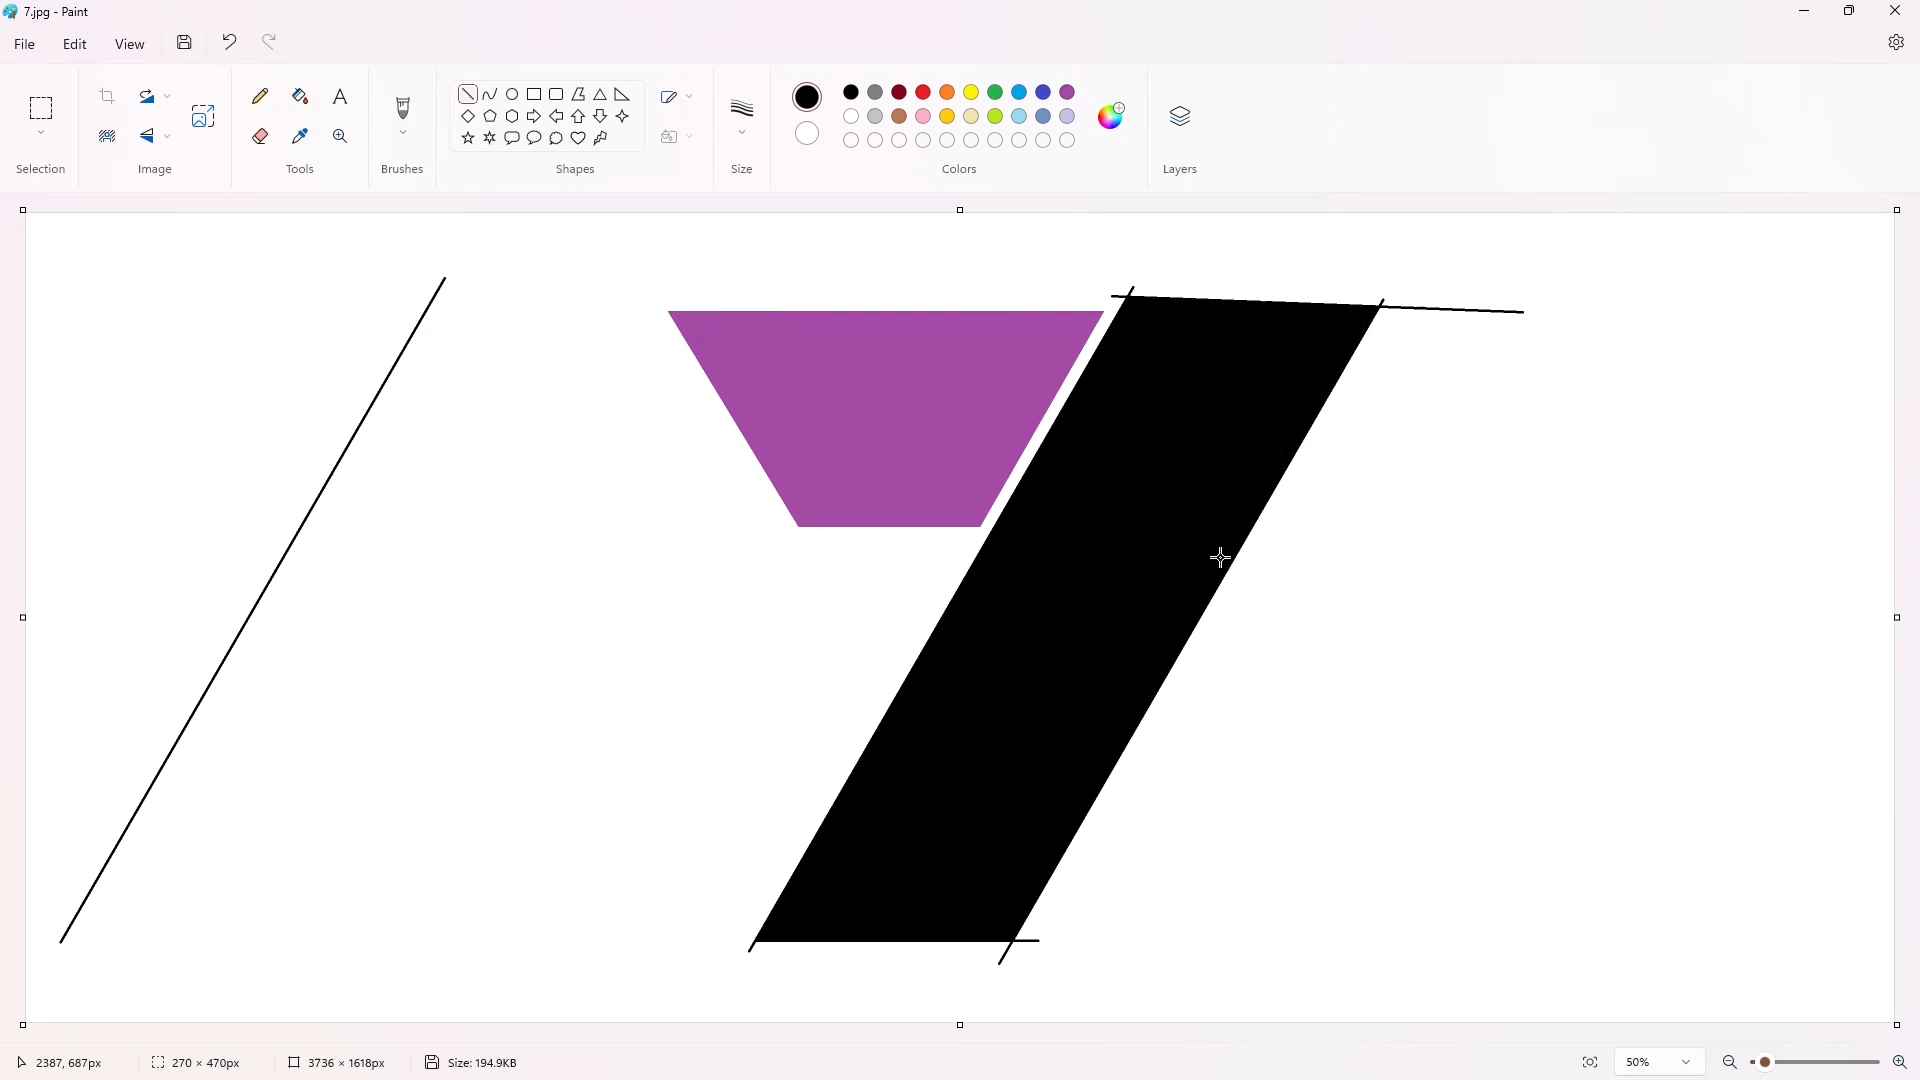 7.jpg - Paint
File Edit View
Selection Image Tools Brushes Shapes Size Colors Layers
2387, 687px 270 × 470px 3736 × 1618px Size: 194.9KB 50%